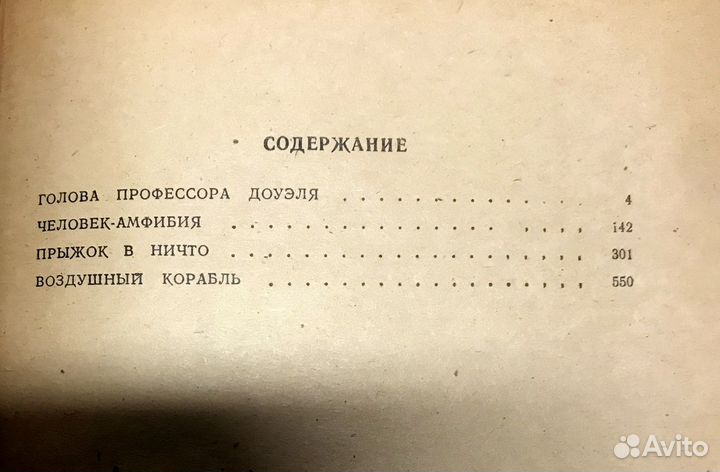 СОДЕРЖАНИЕ
ГОЛОВА ПРОФЕССОРА ДОУЭЛЯ . . . . . . . . . . . . . . . 4
ЧЕЛОВЕК-АМФИБИЯ . . . . . . . . . . . . . . . . . . . 142
ПРЫЖОК В НИЧТО . . . . . . . . . . . . . . . . . . . 301
ВОЗДУШНЫЙ КОРАБЛЬ . . . . . . . . . . . . . . . . . 550
Avito